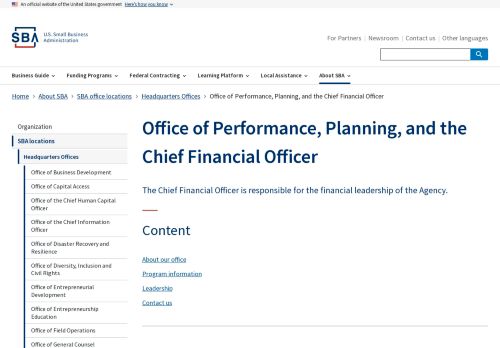 An official website of the United States government Here's how you know
SBA U.S. Small Business
Administration
For Partners Newsroom Contact us Other languages
Business Guide Funding Programs Federal Contracting Learning Platform Local Assistance About SBA
Home About SBA SBA office locations Headquarters Offices Office of Performance, Planning, and the Chief Financial Officer
Organization
SBA locations
Headquarters Offices
Office of Business Development
Office of Capital Access
Office of the Chief Human Capital
Officer
Office of the Chief Information
Officer
Office of Disaster Recovery and
Resilience
Office of Diversity, Inclusion and
Civil Rights
Office of Entrepreneurial
Development
Office of Entrepreneurship
Education
Office of Field Operations
Office of General Counsel
Office of Performance, Planning, and the
Chief Financial Officer
The Chief Financial Officer is responsible for the financial leadership of the Agency.
Content
About our office
Program information
Leadership
Contact us